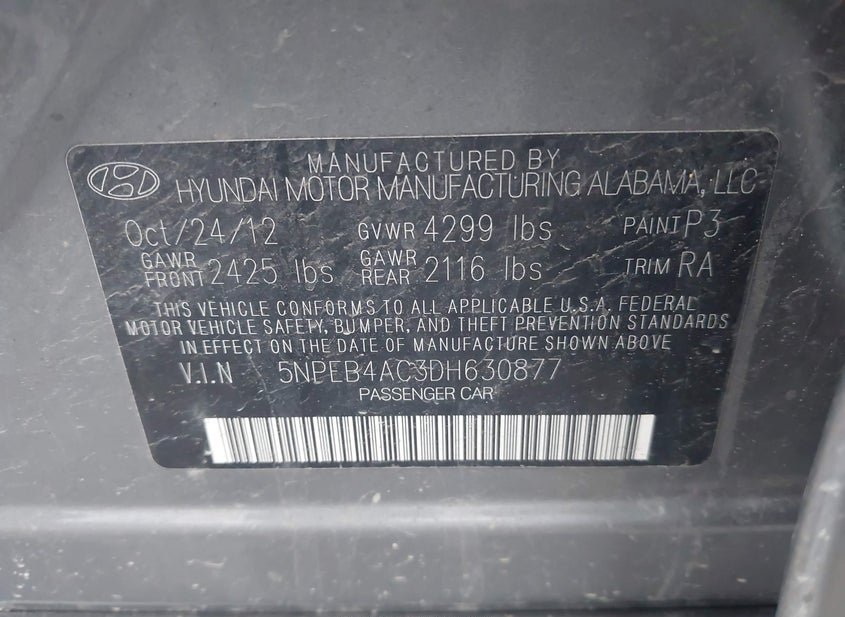 MANUFACTURED BY
HYUNDAI MOTOR MANUFACTURING ALABAMA, LLC
Oct/24/12 GVWR 4299 lbs PAINT P3
GAWR FRONT 2425 lbs GAWR REAR 2116 lbs TRIM RA
THIS VEHICLE CONFORMS TO ALL APPLICABLE U.S.A. FEDERAL
MOTOR VEHICLE SAFETY, BUMPER, AND THEFT PREVENTION STANDARDS
IN EFFECT ON THE DATE OF MANUFACTURE SHOWN ABOVE
V.I.N 5NPEB4AC3DH630877
PASSENGER CAR